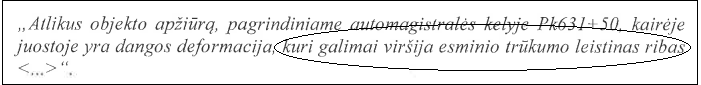 „Atlikus objekto apžiūrą, pagrindiniame automagistralės kelyje Pk631+50, kairėje
juostoje yra dangos deformacija, kuri galimai viršija esminio trūkumo leistinas ribas
<...>“.